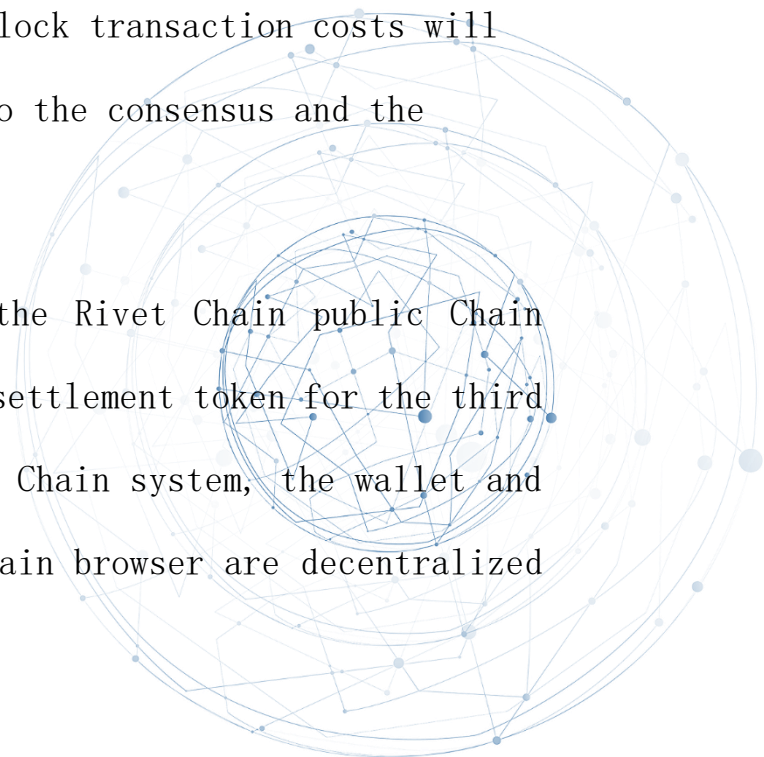 lock transaction costs will
o the consensus and the
the Rivet Chain public Chain
settlement token for the third
Chain system, the wallet and
ain browser are decentralized